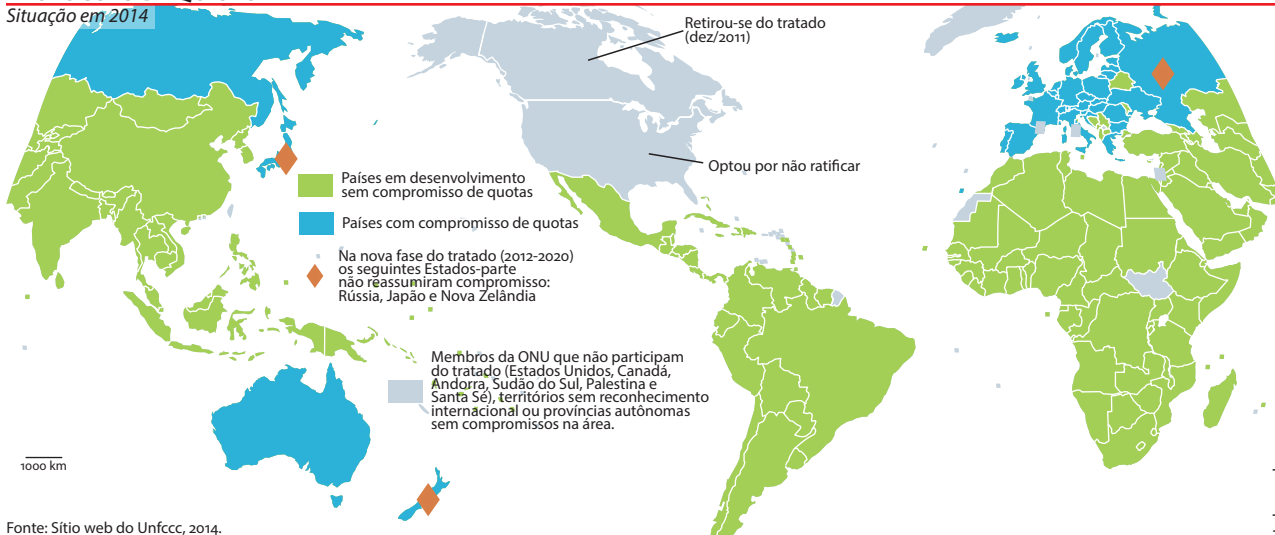 Situação em 2014
Retirou-se do tratado
(dez/2011)
Optou por não ratificar
Países em desenvolvimento
sem compromisso de quotas
Países com compromisso de quotas
Na nova fase do tratado (2012-2020)
os seguintes Estados-parte
não reassumiram compromisso:
Rússia, Japão e Nova Zelândia
Membros da ONU que não participam
do tratado (Estados Unidos, Canadá,
Andorra, Sudão do Sul, Palestina e
Santa Sé), territórios sem reconhecimento
internacional ou províncias autônomas
sem compromissos na área.
1000 km
Fonte: Sítio web do Unfccc, 2014.